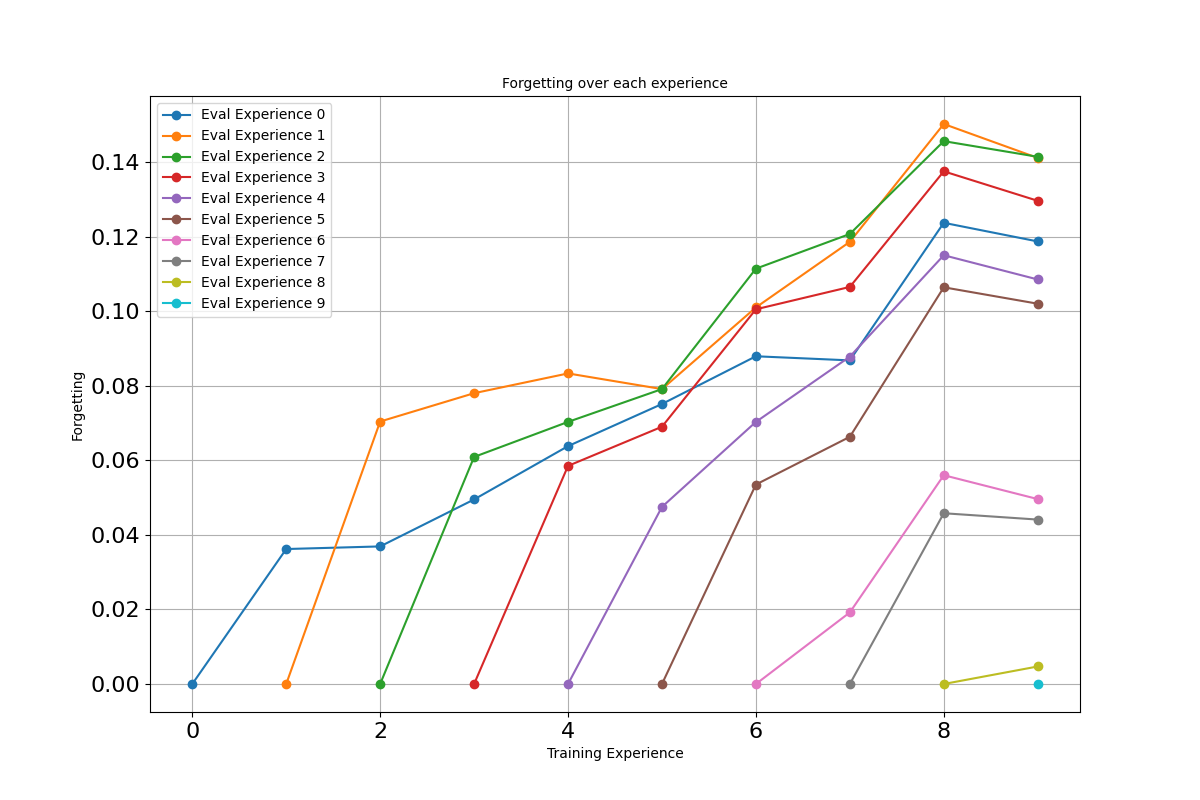 Forgetting over each experience
Eval Experience 0
Eval Experience 1
Eval Experience 2
Eval Experience 3
Eval Experience 4
Eval Experience 5
Eval Experience 6
Eval Experience 7
Eval Experience 8
Eval Experience 9
0.14
0.12
0.10
0.08
0.06
0.04
0.02
0.00
Forgetting
0 2 4 6 8
Training Experience